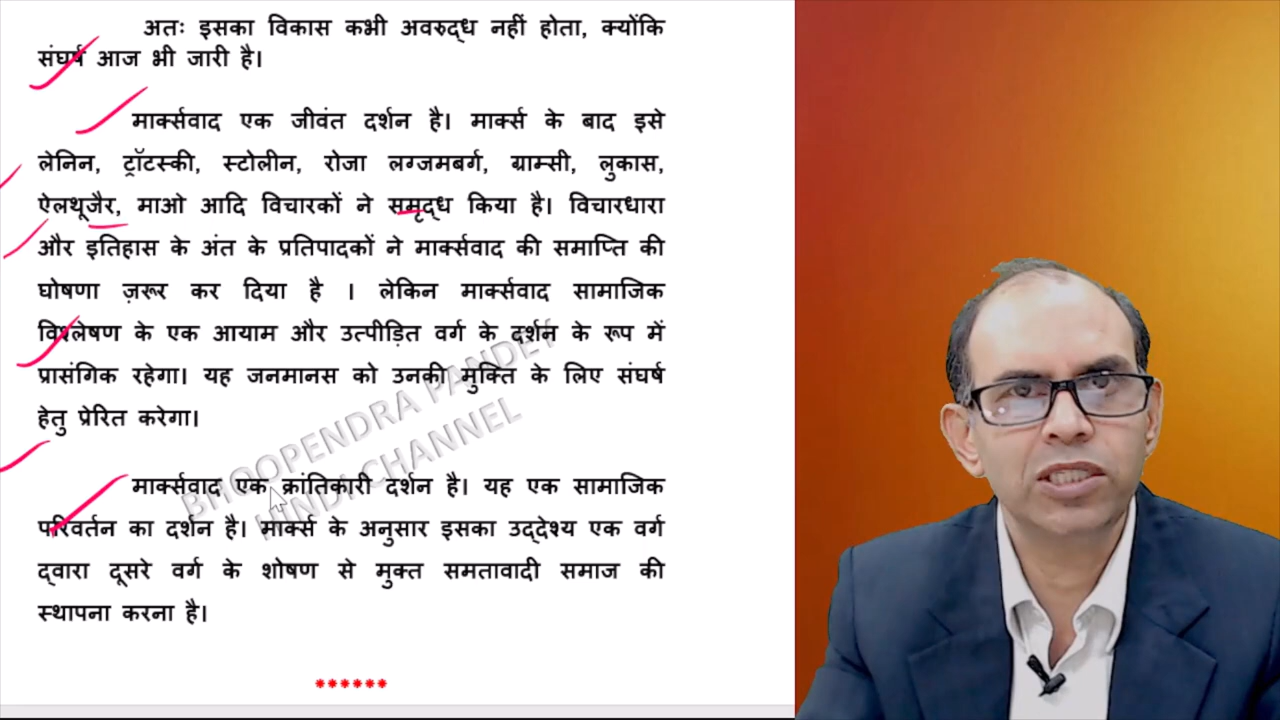 अतः इसका विकास कभी अवरुद्ध नहीं होता, क्योंकि
संघर्ष आज भी जारी है।
मार्क्सवाद एक जीवंत दर्शन है। मार्क्स के बाद इसे
लेनिन, ट्रॉटस्की, स्टोलीन, रोजा लग्जमबर्ग, ग्राम्सी, लुकास,
ऐलथूजैर, माओ आदि विचारकों ने समृद्ध किया है। विचारधारा
और इतिहास के अंत के प्रतिपादकों ने मार्क्सवाद की समाप्ति की
घोषणा ज़रूर कर दिया है । लेकिन मार्क्सवाद सामाजिक
विश्लेषण के एक आयाम और उत्पीड़ित वर्ग के दर्शन के रूप में
प्रासंगिक रहेगा। यह जनमानस को उनकी मुक्ति के लिए संघर्ष
हेतु प्रेरित करेगा।
मार्क्सवाद एक क्रांतिकारी दर्शन है। यह एक सामाजिक
परिवर्तन का दर्शन है। मार्क्स के अनुसार इसका उद्देश्य एक वर्ग
द्वारा दूसरे वर्ग के शोषण से मुक्त समतावादी समाज की
स्थापना करना है।
******
BHOOPENDRA PANDEY
HINDI CHANNEL